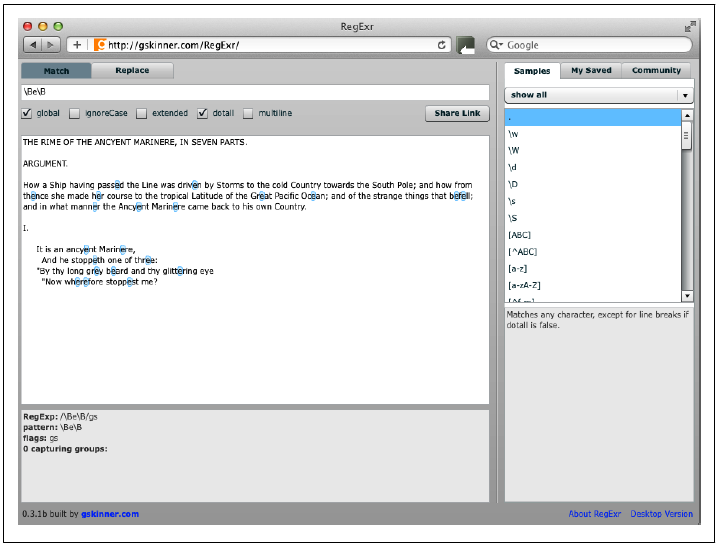 RegExr
http://gskinner.com/RegExr/
Google
Match Replace
\Be\B
global ignoreCase extended dotall multiline Share Link
THE RIME OF THE ANCYENT MARINERE, IN SEVEN PARTS.
ARGUMENT.
How a Ship having passed the Line was driven by Storms to the cold Country towards the South Pole; and how from
thence she made her course to the tropical Latitude of the Great Pacific Ocean; and of the strange things that befell;
and in what manner the Ancyent Marinere came back to his own Country.
I.
It is an ancyent Marinere,
And he stoppeth one of three:
"By thy long grey beard and thy glittering eye
"Now wherefore stoppest me?
RegExp: /\Be\B/gs
pattern: \Be\B
flags: gs
0 capturing groups:
Samples My Saved Community
show all
.
\w
\W
\d
\D
\s
\S
[ABC]
[^ABC]
[a-z]
[a-zA-Z]
Matches any character, except for line breaks if
dotall is false.
0.3.1b built by gskinner.com
About RegExr Desktop Version